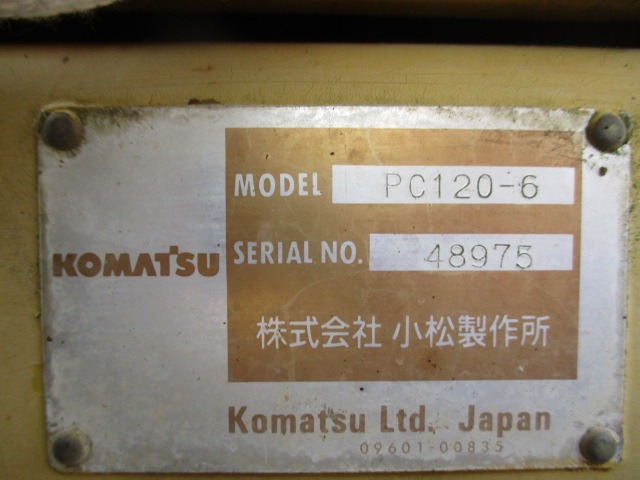 MODEL PC120-6
KOMATSU
SERIAL NO. 48975
株式会社 小松製作所
Komatsu Ltd. Japan
09601-00835